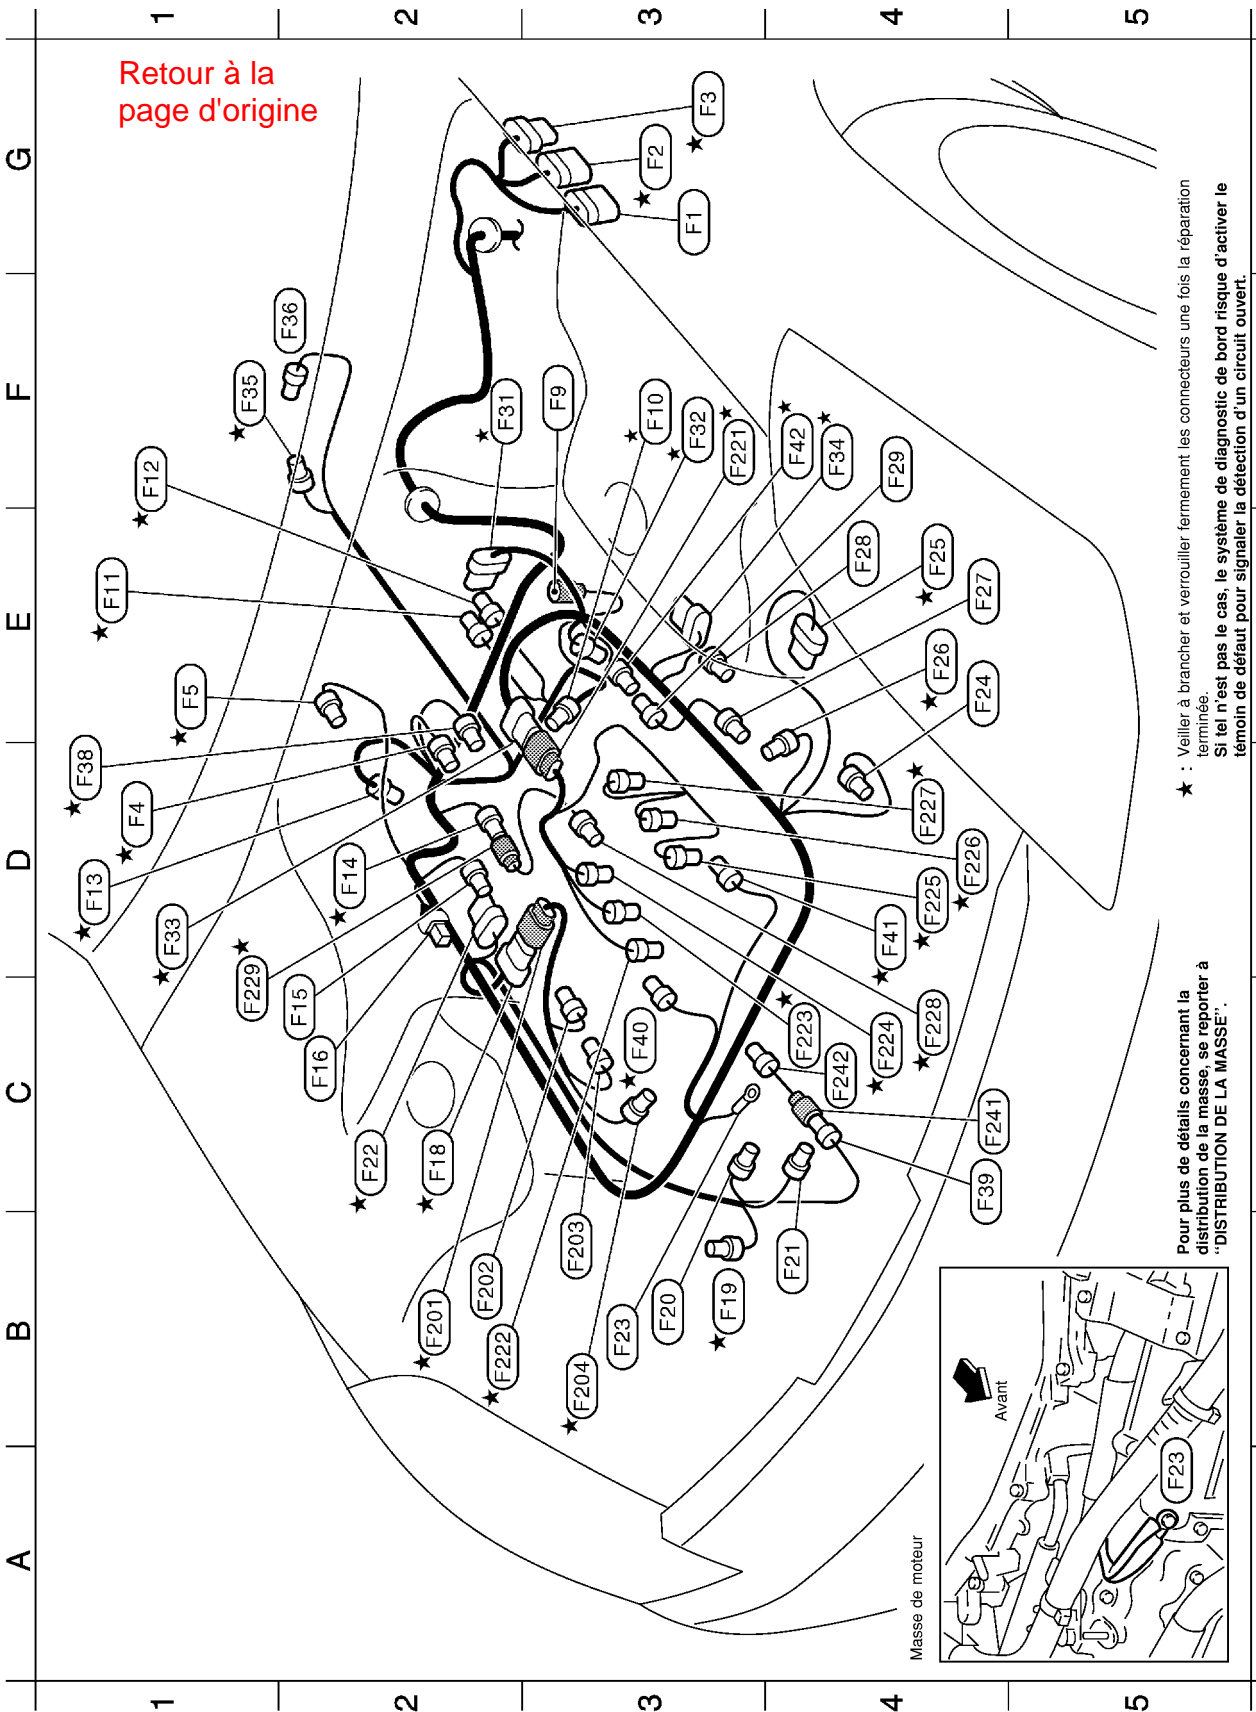 Retour à la
page d'origine
G
F
E
D
C
B
A
1
2
3
4
5
1
2
3
4
5
★ F3
★ F2
F1
F36
★ F35
★ F12
★ F11
★ F5
★ F38
★ F4
★ F13
F33
★ F14
★ F229
F15
F16
★ F22
★ F18
★ F201
F202
★ F222
F203
★ F204
F23
F20
★ F19
F21
★ F31
F9
★ F10
★ F32
★ F221
★ F42
★ F34
F29
F28
★ F25
F27
★ F26
F24
★ F227
★ F226
★ F225
★ F41
★ F228
★ F224
★ F223
★ F40
F242
F241
F39
★ : Veiller à brancher et verrouiller fermement les connecteurs une fois la réparation
terminée.
Si tel n'est pas le cas, le système de diagnostic de bord risque d'activer le
témoin de défaut pour signaler la détection d'un circuit ouvert.
Pour plus de détails concernant la
distribution de la masse, se reporter à
“DISTRIBUTION DE LA MASSE”.
Masse de moteur
Avant
F23